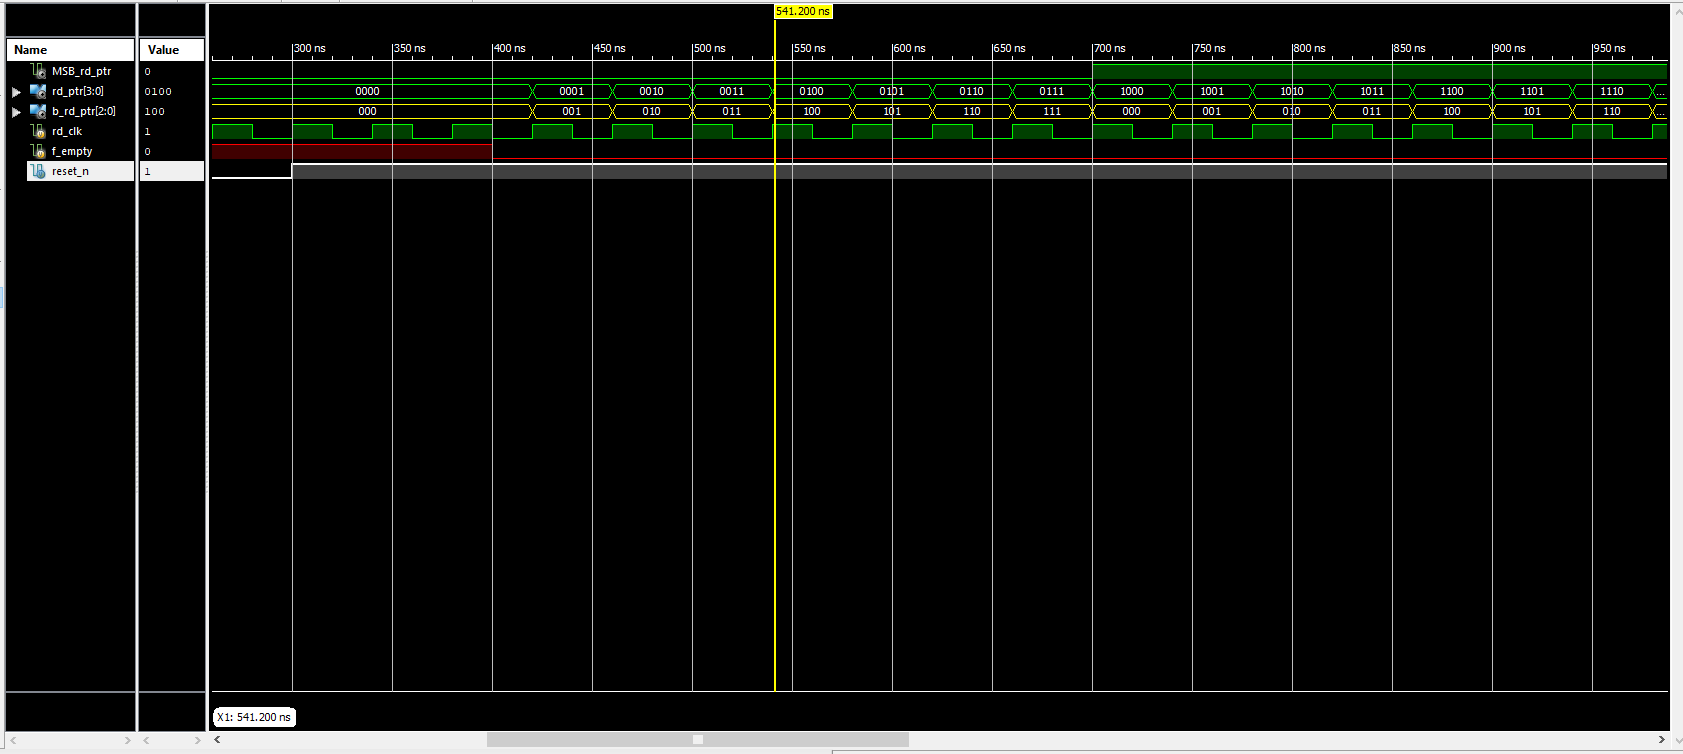 541.200 ns
Name Value
300 ns 350 ns 400 ns 450 ns 500 ns 550 ns 600 ns 650 ns 700 ns 750 ns 800 ns 850 ns 900 ns 950 ns
MSB_rd_ptr 0
rd_ptr[3:0] 0100 0000 0001 0010 0011 0100 0101 0110 0111 1000 1001 1010 1011 1100 1101 1110 ...
b_rd_ptr[2:0] 100 000 001 010 011 100 101 110 111 000 001 010 011 100 101 110 ...
rd_clk 1
f_empty 0
reset_n 1
X1: 541.200 ns